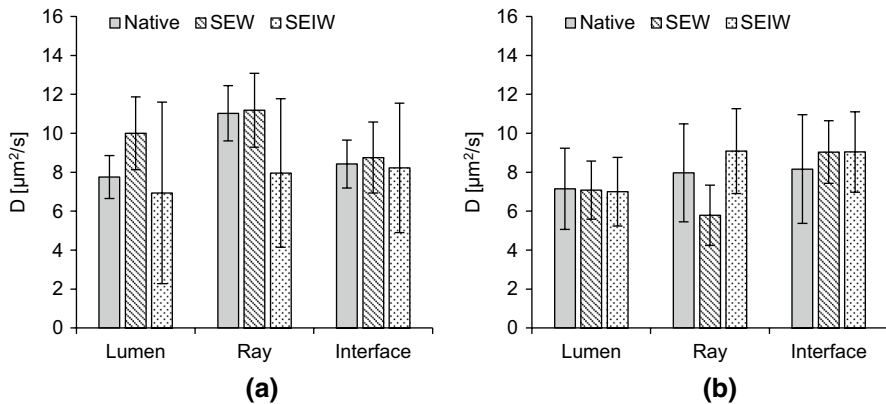 16
14
12
10
8
6
4
2
0
D [µm²/s]
Native SEW SEIW
Lumen Ray Interface
(a)
16
14
12
10
8
6
4
2
0
D [µm²/s]
Native SEW SEIW
Lumen Ray Interface
(b)